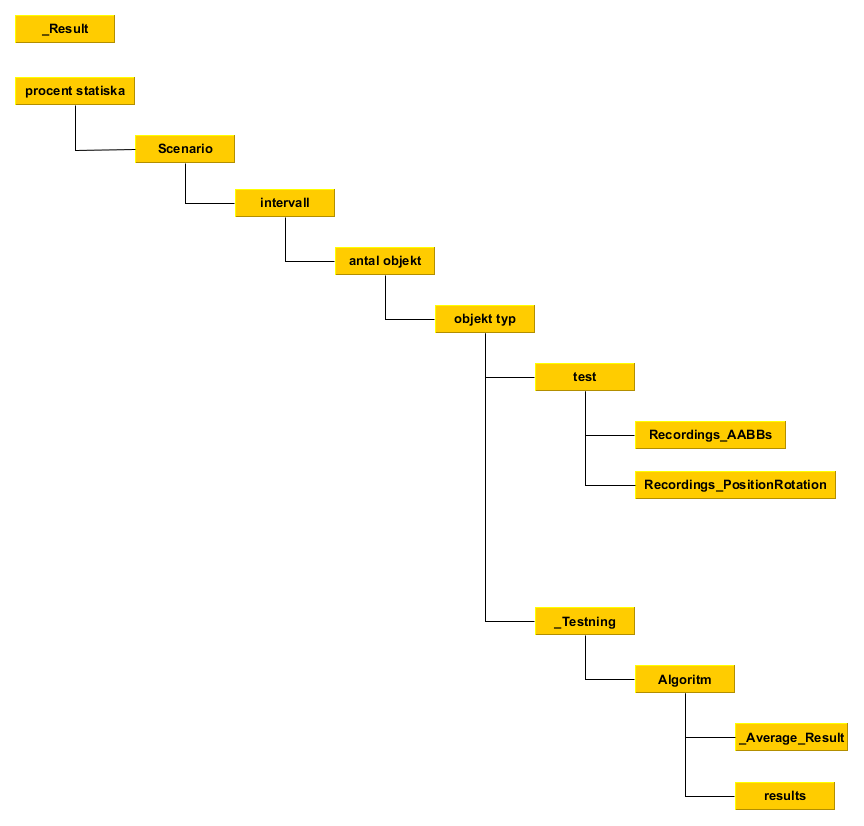 _Result
procent statiska
Scenario
intervall
antal objekt
objekt typ
test
Recordings_AABBs
Recordings_PositionRotation
_Testning
Algoritm
_Average_Result
results